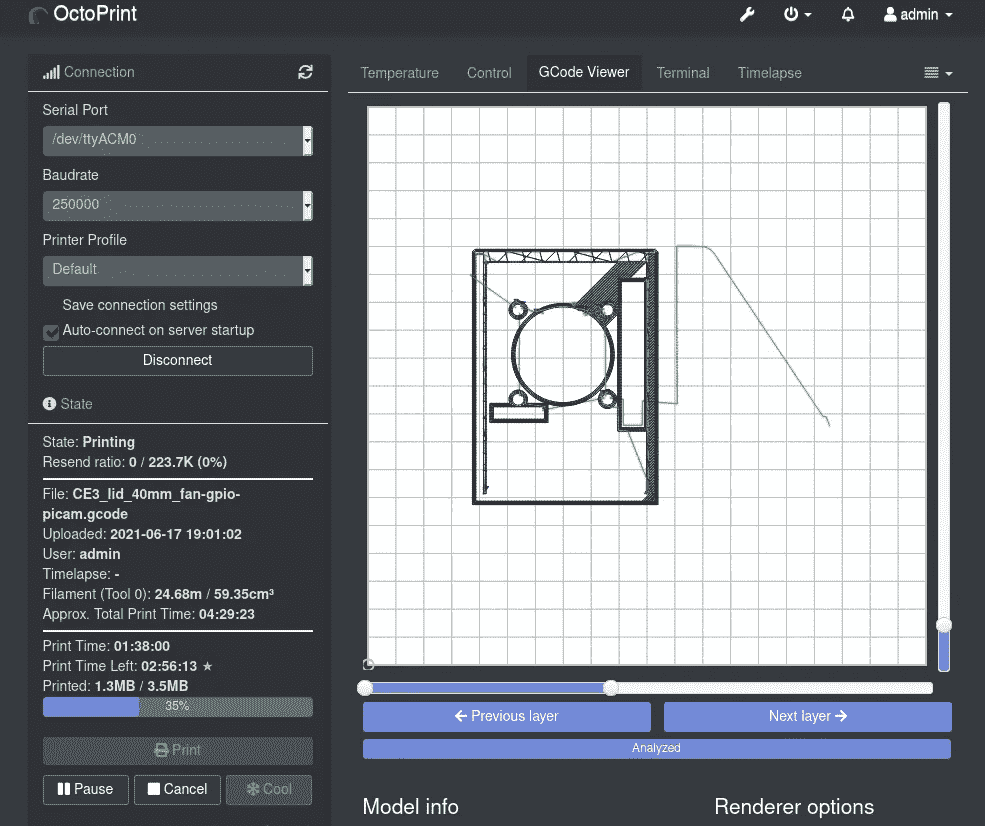 OctoPrint
admin
Connection
Serial Port
/dev/ttyACM0
Baudrate
250000
Printer Profile
Default
Save connection settings
Auto-connect on server startup
Disconnect
State
State: Printing
Resend ratio: 0 / 223.7K (0%)
File: CE3_lid_40mm_fan-gpio-
picam.gcode
Uploaded: 2021-06-17 19:01:02
User: admin
Timelapse: -
Filament (Tool 0): 24.68m / 59.35cm³
Approx. Total Print Time: 04:29:23
Print Time: 01:38:00
Print Time Left: 02:56:13 ★
Printed: 1.3MB / 3.5MB
35%
Print
Pause Cancel Cool
Temperature Control GCode Viewer Terminal Timelapse
← Previous layer Next layer →
Analyzed
Model info Renderer options